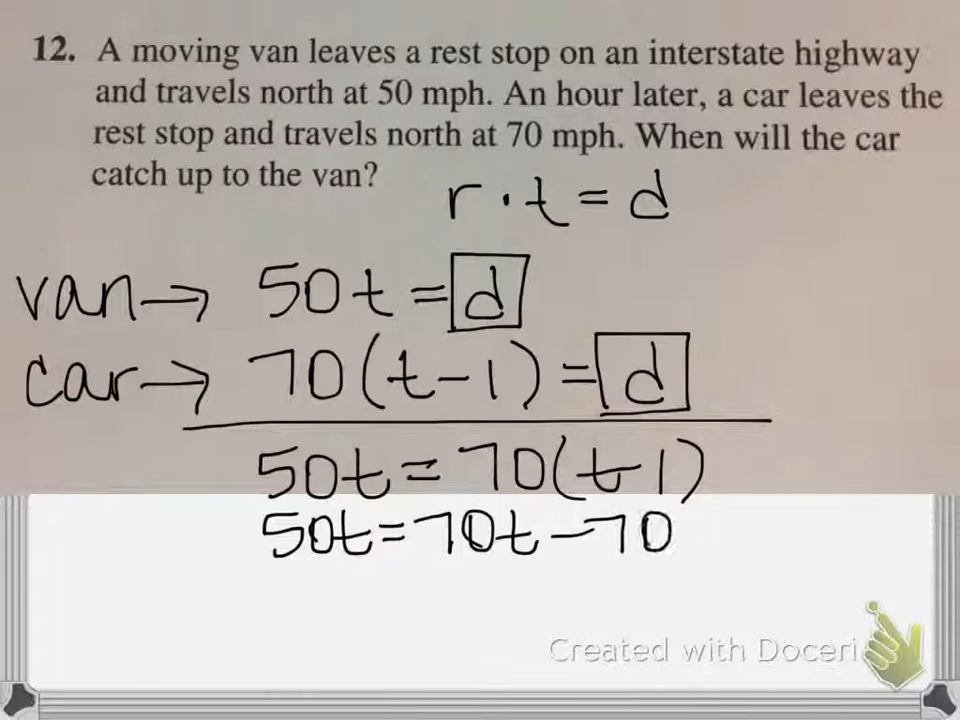 12. A moving van leaves a rest stop on an interstate highway
and travels north at 50 mph. An hour later, a car leaves the
rest stop and travels north at 70 mph. When will the car
catch up to the van?
r · t = d
van → 50t = d
car → 70(t-1) = d
50t = 70(t-1)
50t = 70t - 70
Created with Doceri